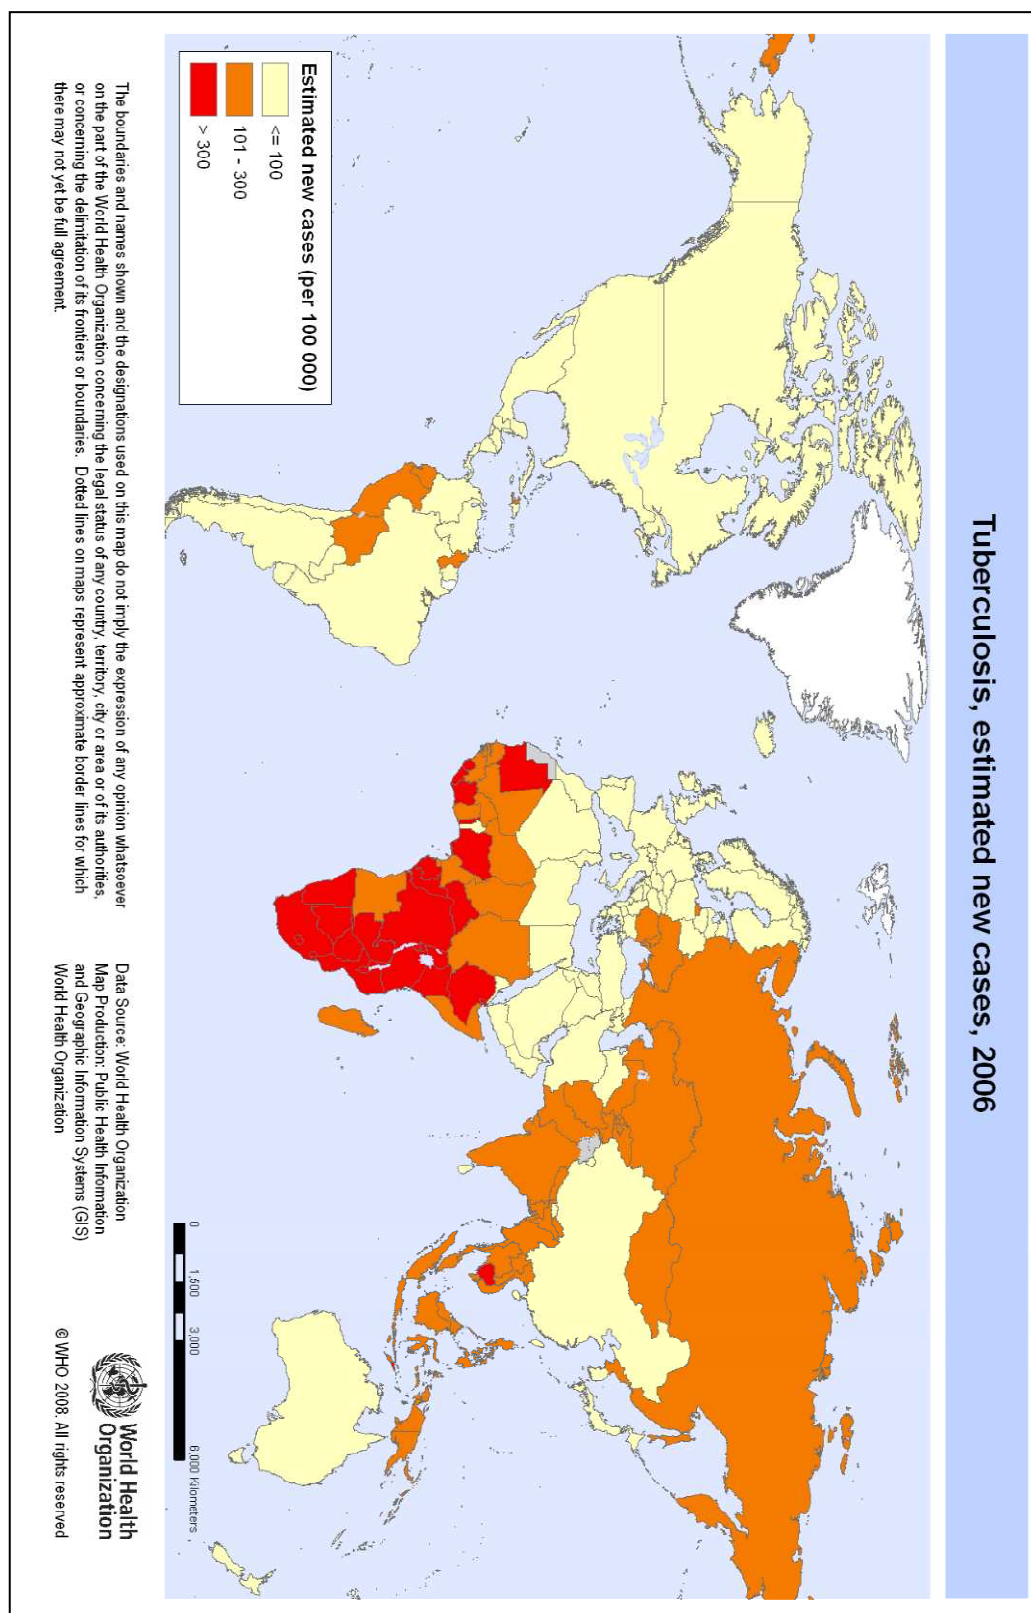 Tuberculosis, estimated new cases, 2006
Estimated new cases (per 100 000)
<= 100
101 - 300
> 300
0
1,500
3,000
6,000 Kilometers
The boundaries and names shown and the designations used on this map do not imply the expression of any opinion whatsoever
on the part of the World Health Organization concerning the legal status of any country, territory, city or area or of its authorities,
or concerning the delimitation of its frontiers or boundaries. Dotted lines on maps represent approximate border lines for which
there may not yet be full agreement.
Data Source: World Health Organization
Map Production: Public Health Information
and Geographic Information Systems (GIS)
World Health Organization
World Health
Organization
© WHO 2008. All rights reserved